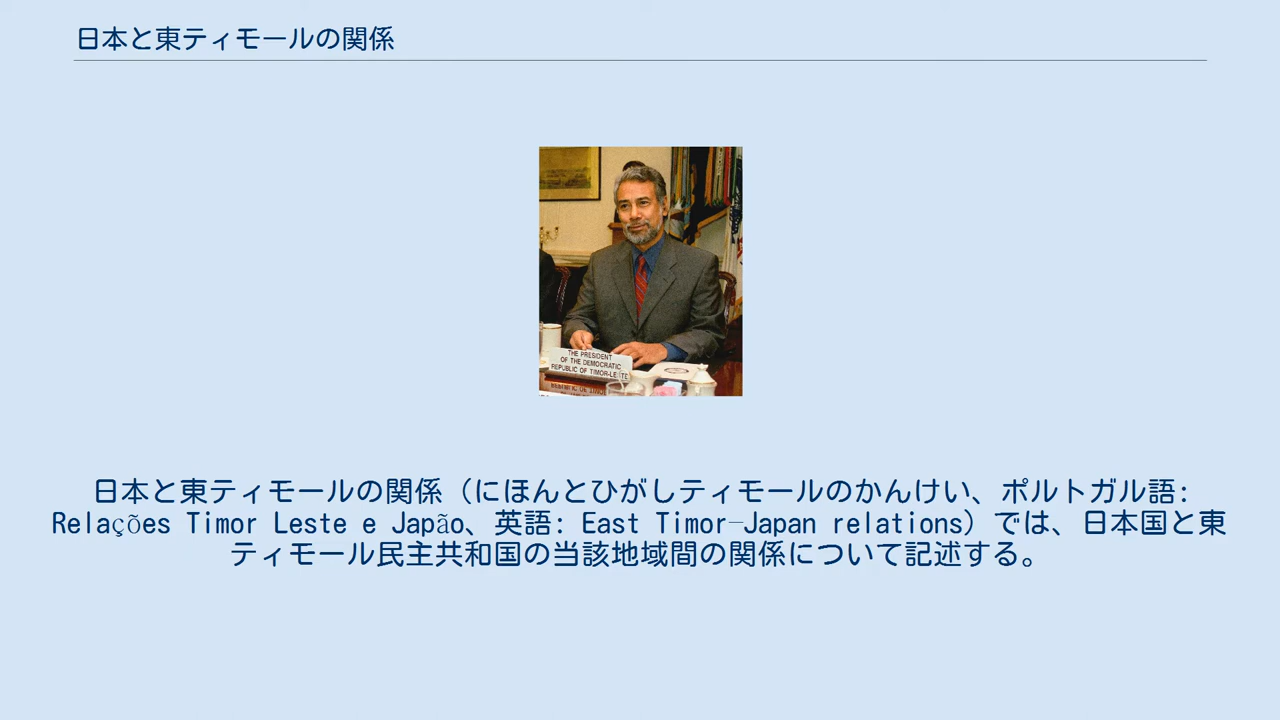 日本と東ティモールの関係
THE PRESIDENT
OF THE DEMOCRATIC
REPUBLIC OF TIMOR-LESTE
日本と東ティモールの関係（にほんとひがしティモールのかんけい、ポルトガル語:
Relações Timor Leste e Japão、英語: East Timor–Japan relations）では、日本国と東
ティモール民主共和国の当該地域間の関係について記述する。